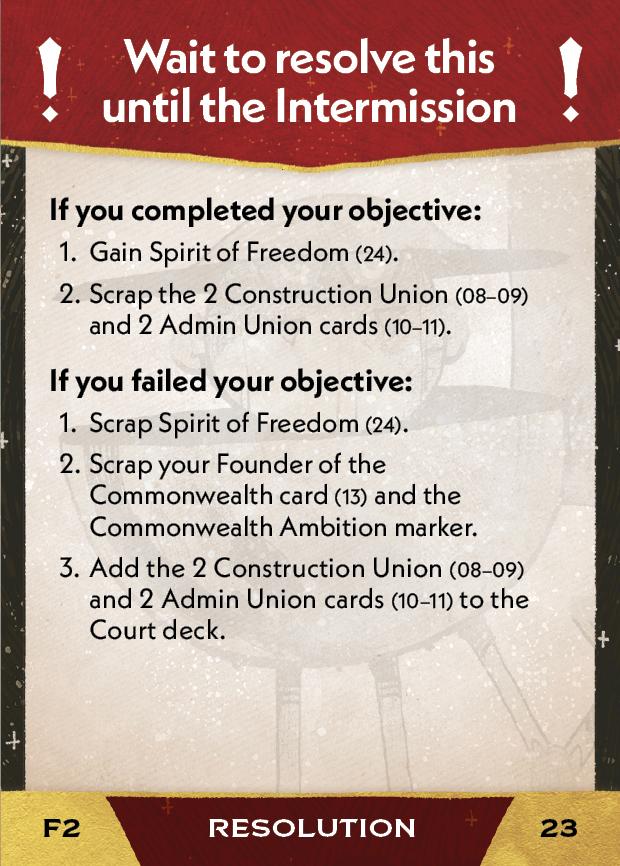 ! Wait to resolve this !
until the Intermission
If you completed your objective:
1. Gain Spirit of Freedom (24).
2. Scrap the 2 Construction Union (08–09)
and 2 Admin Union cards (10–11).
If you failed your objective:
1. Scrap Spirit of Freedom (24).
2. Scrap your Founder of the
Commonwealth card (13) and the
Commonwealth Ambition marker.
3. Add the 2 Construction Union (08–09)
and 2 Admin Union cards (10–11) to the
Court deck.
F2 RESOLUTION 23